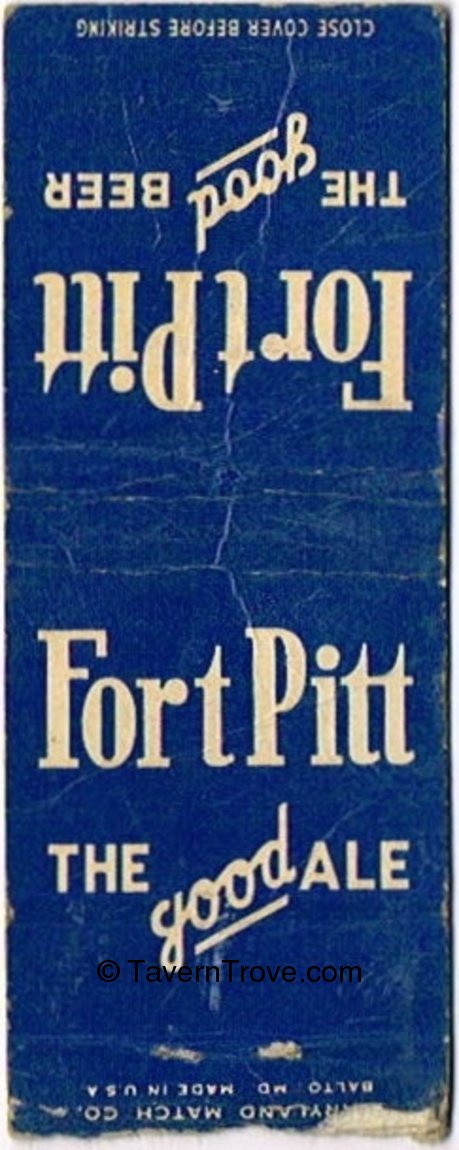 CLOSE COVER BEFORE STRIKING
THE good BEER
Fort Pitt
Fort Pitt
THE good ALE
© TavernTrove.com
MATCH CO.
BALTO. MD. MADE IN U.S.A